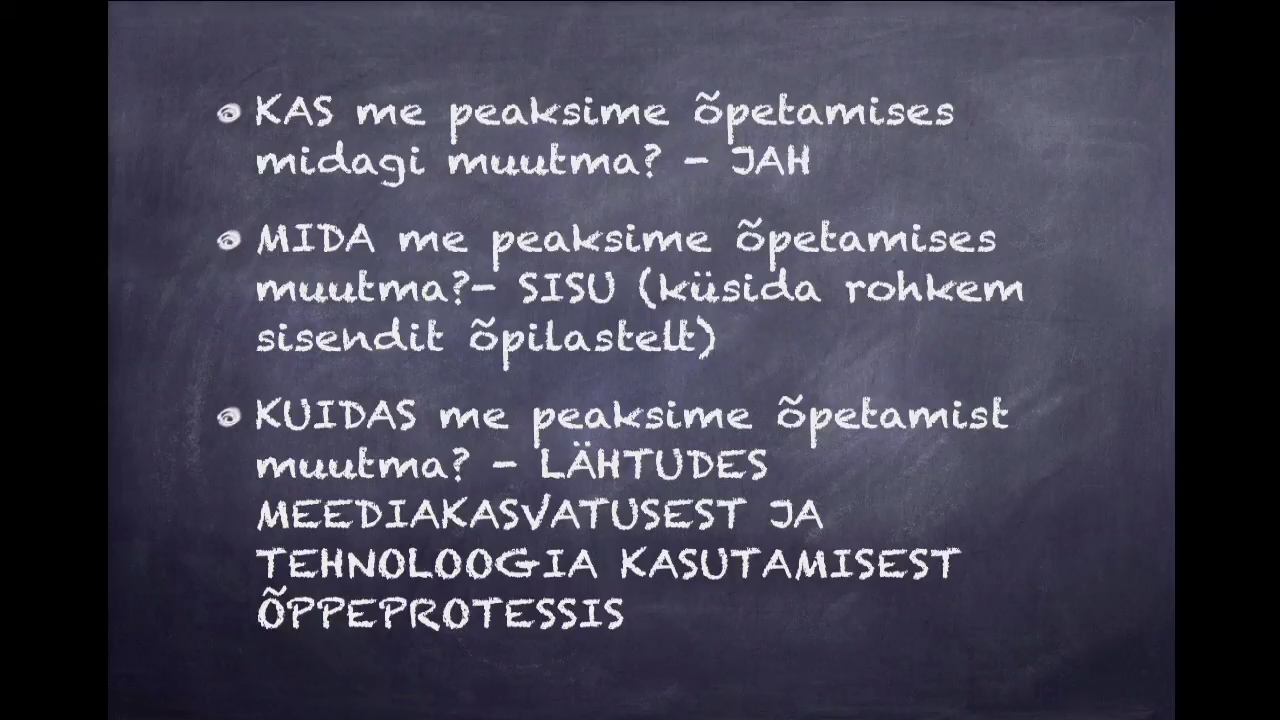 KAS me peaksime õpetamises
midagi muutma? - JAH
MIDA me peaksime õpetamises
muutma?- SISU (küsida rohkem
sisendit õpilastelt)
KUIDAS me peaksime õpetamist
muutma? - LÄHTUDES
MEEDIAKASVATUSEST JA
TEHNOLOOGIA KASUTAMISEST
ÕPPEPROTESSIS